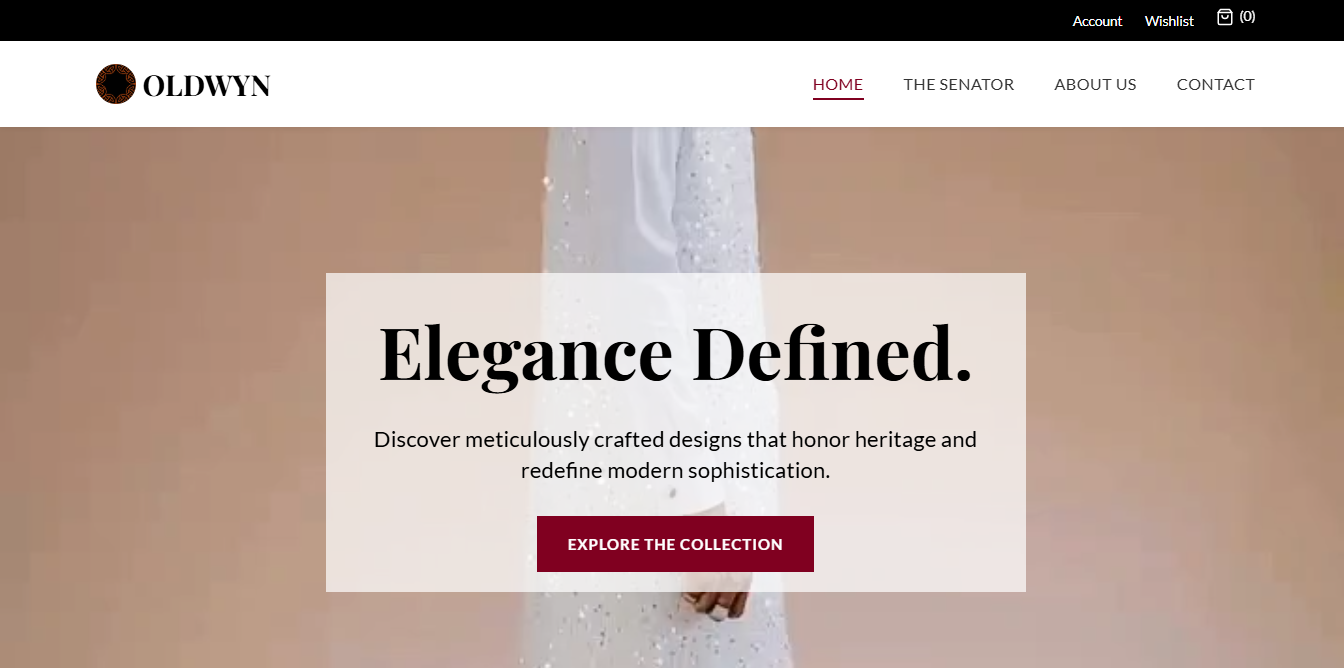 Account Wishlist (0)
OLDWYN
HOME THE SENATOR ABOUT US CONTACT
Elegance Defined.
Discover meticulously crafted designs that honor heritage and
redefine modern sophistication.
EXPLORE THE COLLECTION